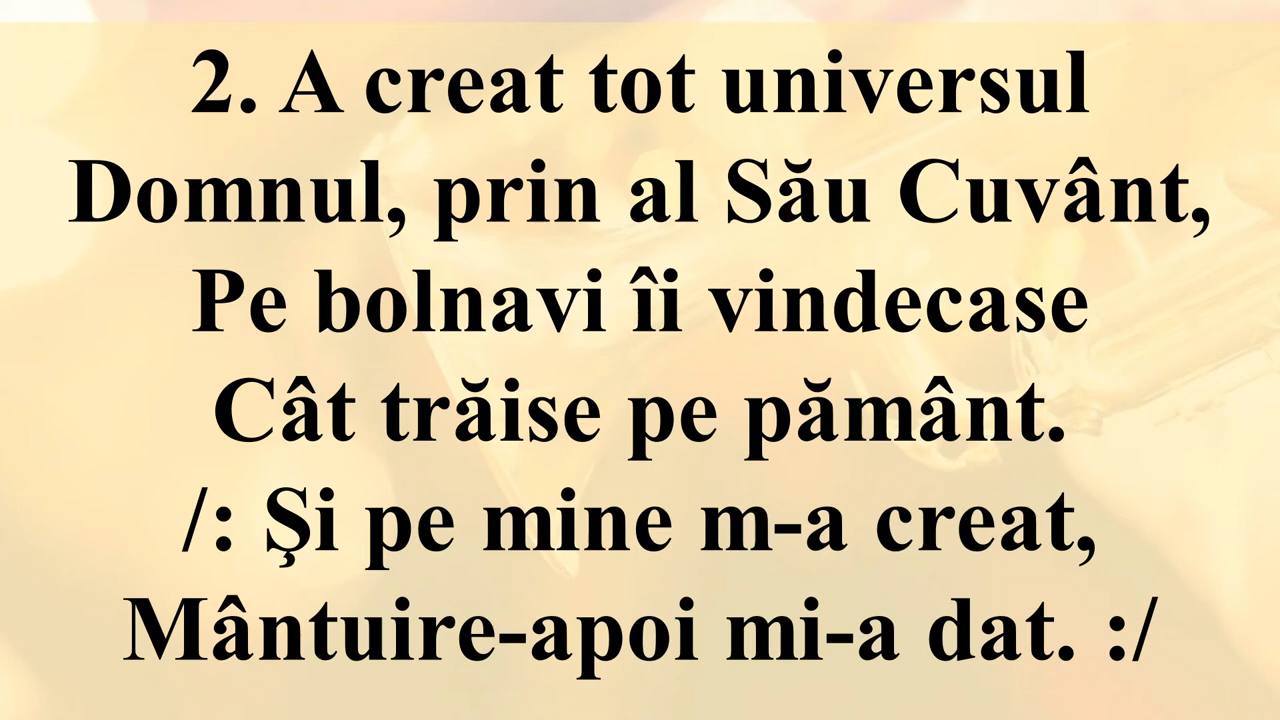 2. A creat tot universul
Domnul, prin al Său Cuvânt,
Pe bolnavi îi vindecase
Cât trăise pe pământ.
/: Şi pe mine m-a creat,
Mântuire-apoi mi-a dat. :/